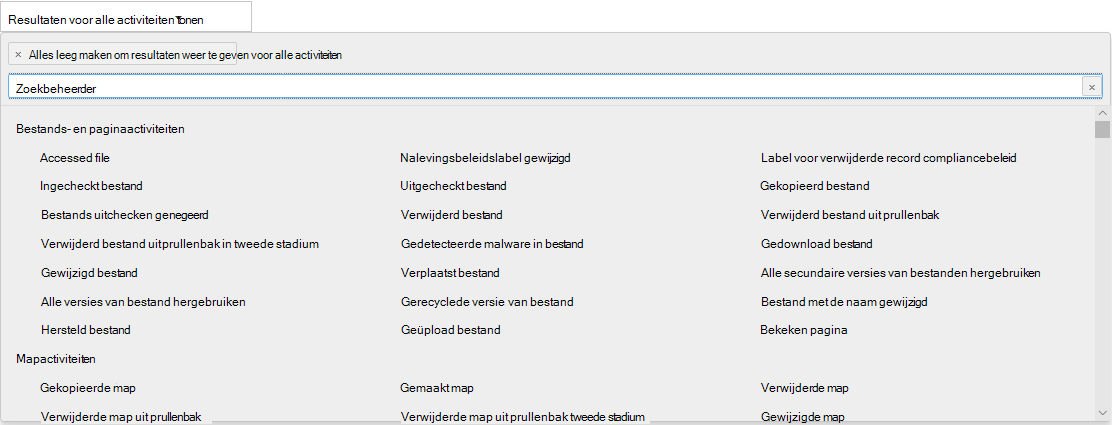 Resultaten voor alle activiteiten tonen
× Alles leeg maken om resultaten weer te geven voor alle activiteiten
Zoekbeheerder ×
Bestands- en paginaactiviteiten
Accessed file Nalevingsbeleidslabel gewijzigd Label voor verwijderde record compliancebeleid
Ingecheckt bestand Uitgecheckt bestand Gekopieerd bestand
Bestands uitchecken genegeerd Verwijderd bestand Verwijderd bestand uit prullenbak
Verwijderd bestand uit prullenbak in tweede stadium Gedetecteerde malware in bestand Gedownload bestand
Gewijzigd bestand Verplaatst bestand Alle secundaire versies van bestanden hergebruiken
Alle versies van bestand hergebruiken Gerecyclede versie van bestand Bestand met de naam gewijzigd
Hersteld bestand Geüpload bestand Bekeken pagina
Mapactiviteiten
Gekopieerde map Gemaakt map Verwijderde map
Verwijderde map uit prullenbak Verwijderde map uit prullenbak tweede stadium Gewijzigde map